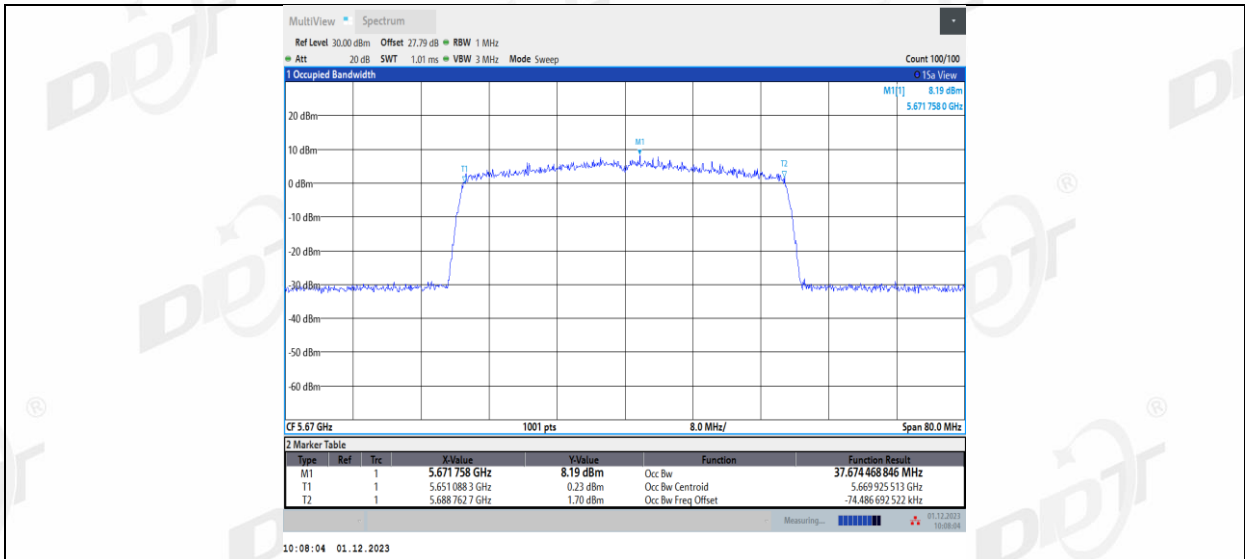 MultiView Spectrum
Ref Level 30.00 dBm Offset 27.79 dB RBW 1 MHz
Att 20 dB SWT 1.01 ms VBW 3 MHz Mode Sweep Count 100/100
1 Occupied Bandwidth 1Sa View
M1[1] 8.19 dBm
5.671 758 0 GHz
20 dBm
M1
10 dBm
T1 T2
0 dBm
-10 dBm
-20 dBm
-30 dBm
-40 dBm
-50 dBm
-60 dBm
CF 5.67 GHz 1001 pts 8.0 MHz/ Span 80.0 MHz
2 Marker Table
Type Ref Trc X-Value Y-Value Function Function Result
M1 1 5.671 758 GHz 8.19 dBm Occ Bw 37.674 468 846 MHz
T1 1 5.651 088 3 GHz 0.23 dBm Occ Bw Centroid 5.669 925 513 GHz
T2 1 5.688 762 7 GHz 1.70 dBm Occ Bw Freq Offset -74.486 692 522 kHz
Measuring... 01.12.2023
10:08:04
10:08:04 01.12.2023